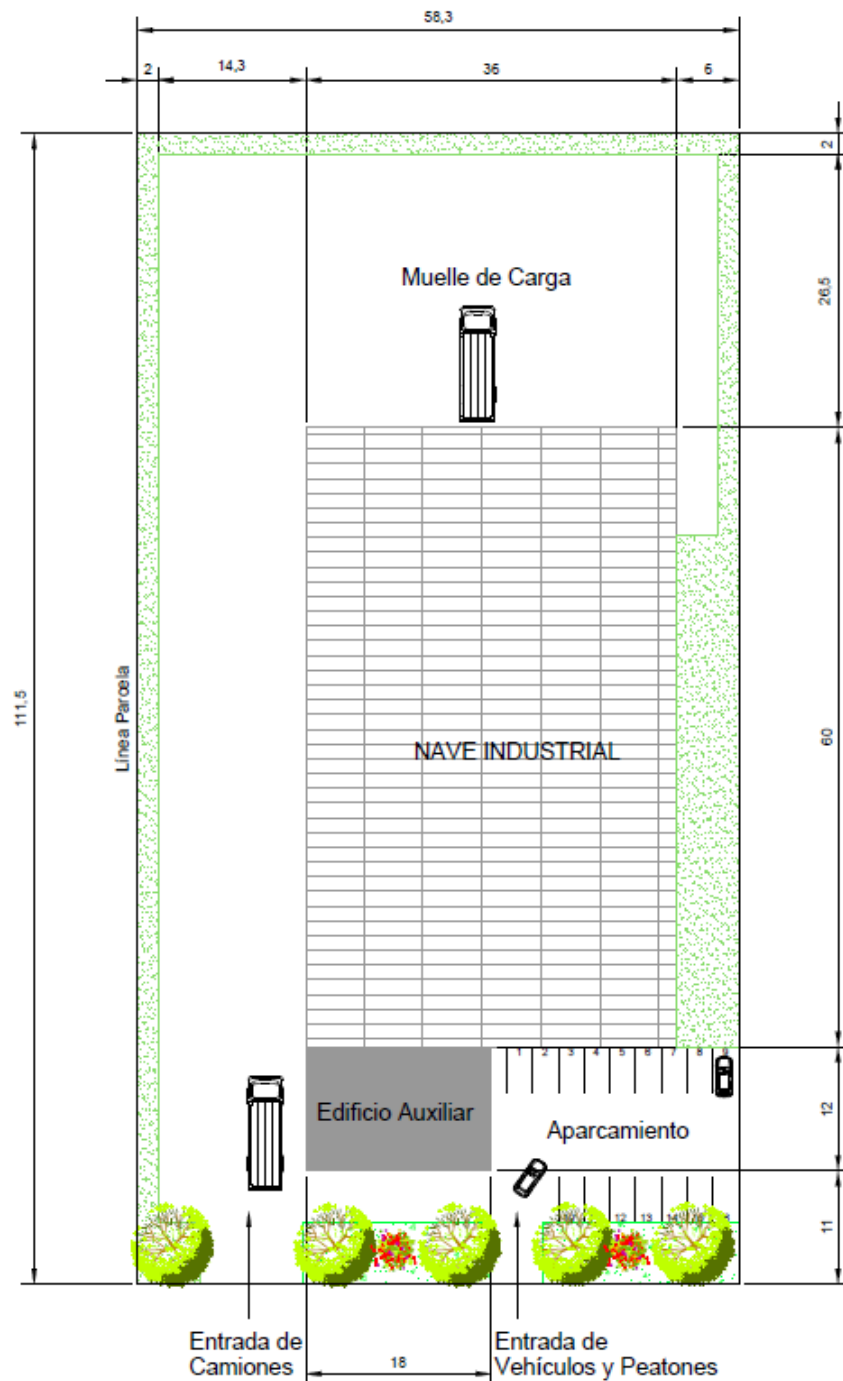 58,3
2
14,3
36
6
2
Muelle de Carga
26,5
Línea Parcela
111,5
NAVE INDUSTRIAL
60
1 2 3 4 5 6 7 8 9
Edificio Auxiliar
12
Aparcamiento
12 13 14
11
Entrada de
Camiones
18
Entrada de
Vehículos y Peatones